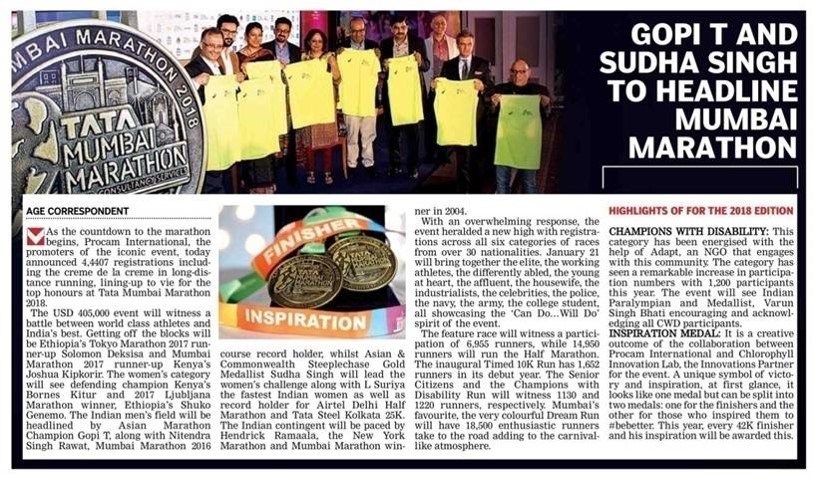 MUMBAI MARATHON 2018
TATA
MUMBAI
MARATHON
CONSULTANCY SERVICES
GOPI T AND
SUDHA SINGH
TO HEADLINE
MUMBAI
MARATHON
AGE CORRESPONDENT
As the countdown to the marathon
begins, Procam International, the
promoters of the iconic event, today
announced 4,4407 registrations includ-
ing the creme de la creme in long-dis-
tance running, lining-up to vie for the
top honours at Tata Mumbai Marathon
2018.
The USD 405,000 event will witness a
battle between world class athletes and
India's best. Getting off the blocks will
be Ethiopia's Tokyo Marathon 2017 run-
ner-up Solomon Deksisa and Mumbai
Marathon 2017 runner-up Kenya's
Joshua Kipkorir. The women's category
will see defending champion Kenya's
Bornes Kitur and 2017 Ljubljana
Marathon winner, Ethiopia's Shuko
Genemo. The Indian men's field will be
headlined by Asian Marathon
Champion Gopi T, along with Nitendra
Singh Rawat, Mumbai Marathon 2016
FINISHER
INSPIRATION
course record holder, whilst Asian &
Commonwealth Steeplechase Gold
Medallist Sudha Singh will lead the
women's challenge along with L Suriya
the fastest Indian women as well as
record holder for Airtel Delhi Half
Marathon and Tata Steel Kolkata 25K.
The Indian contingent will be paced by
Hendrick Ramaala, the New York
Marathon and Mumbai Marathon win-
ner in 2004.
With an overwhelming response, the
event heralded a new high with registra-
tions across all six categories of races
from over 30 nationalities. January 21
will bring together the elite, the working
athletes, the differently abled, the young
at heart, the affluent, the housewife, the
industrialists, the celebrities, the police,
the navy, the army, the college student,
all showcasing the 'Can Do...Will Do'
spirit of the event.
The feature race will witness a partici-
pation of 6,955 runners, while 14,950
runners will run the Half Marathon.
The inaugural Timed 10K Run has 1,652
runners in its debut year. The Senior
Citizens and the Champions with
Disability Run will witness 1130 and
1220 runners, respectively. Mumbai's
favourite, the very colourful Dream Run
will have 18,500 enthusiastic runners
take to the road adding to the carnival-
like atmosphere.
HIGHLIGHTS OF FOR THE 2018 EDITION
CHAMPIONS WITH DISABILITY: This
category has been energised with the
help of Adapt, an NGO that engages
with this community. The category has
seen a remarkable increase in participa-
tion numbers with 1,200 participants
this year. The event will see Indian
Paralympian and Medallist, Varun
Singh Bhati encouraging and acknowl-
edging all CWD participants.
INSPIRATION MEDAL: It is a creative
outcome of the collaboration between
Procam International and Chlorophyll
Innovation Lab, the Innovations Partner
for the event. A unique symbol of victo-
ry and inspiration, at first glance, it
looks like one medal but can be split into
two medals: one for the finishers and the
other for those who inspired them to
#bebetter. This year, every 42K finisher
and his inspiration will be awarded this.